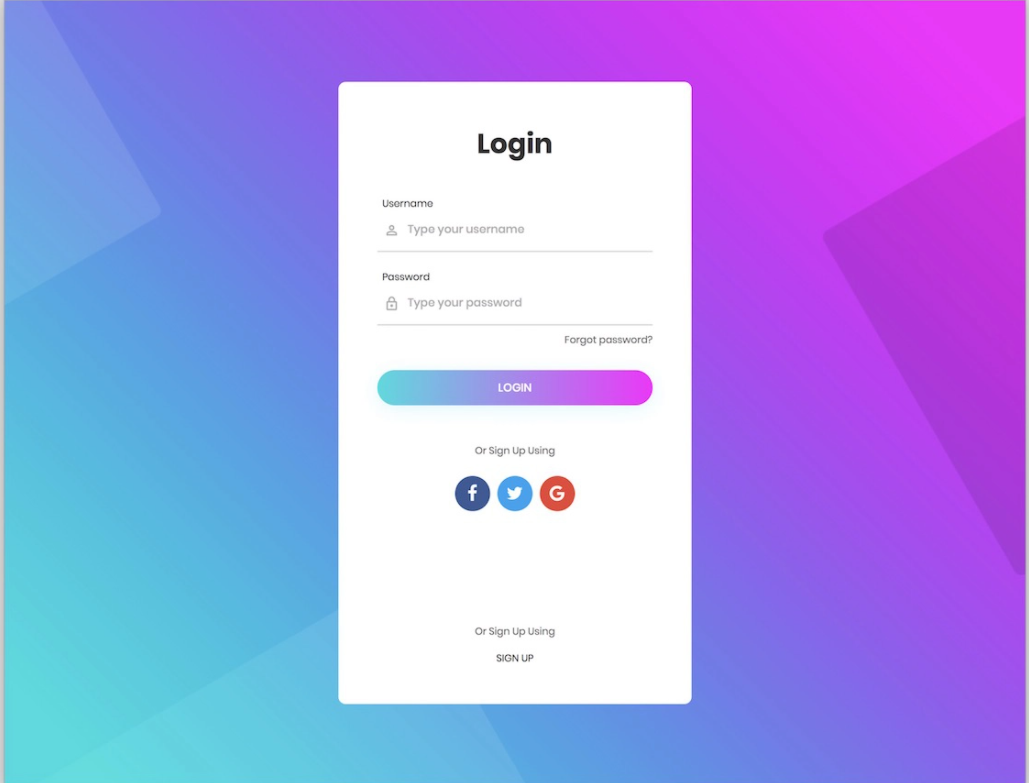 Login
Username
Type your username
Password
Type your password
Forgot password?
LOGIN
Or Sign Up Using
Or Sign Up Using
SIGN UP